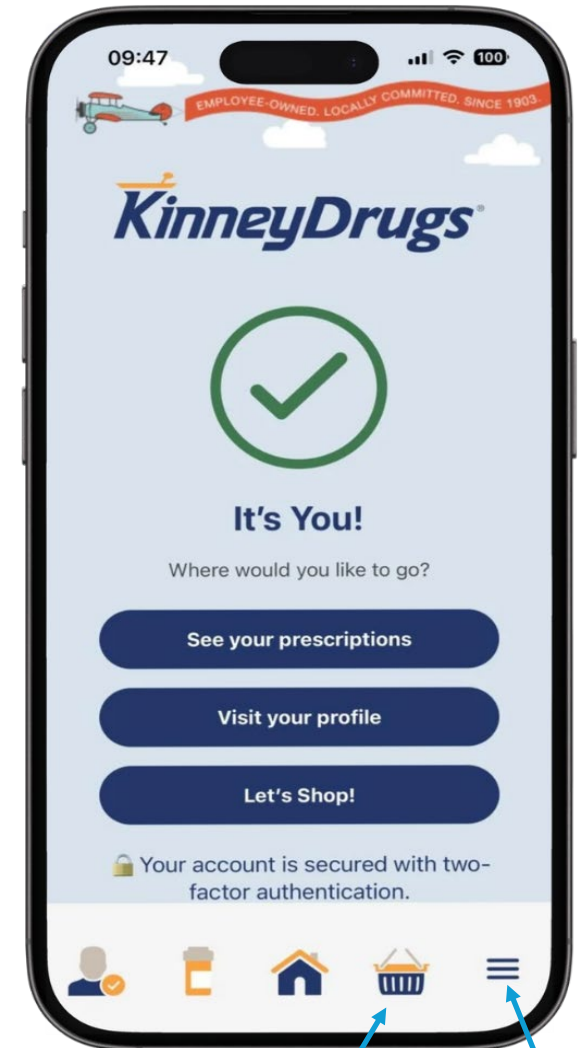 09:47
100
EMPLOYEE-OWNED. LOCALLY COMMITTED. SINCE 1903.
KinneyDrugs®
It's You!
Where would you like to go?
See your prescriptions
Visit your profile
Let's Shop!
Your account is secured with two-
factor authentication.